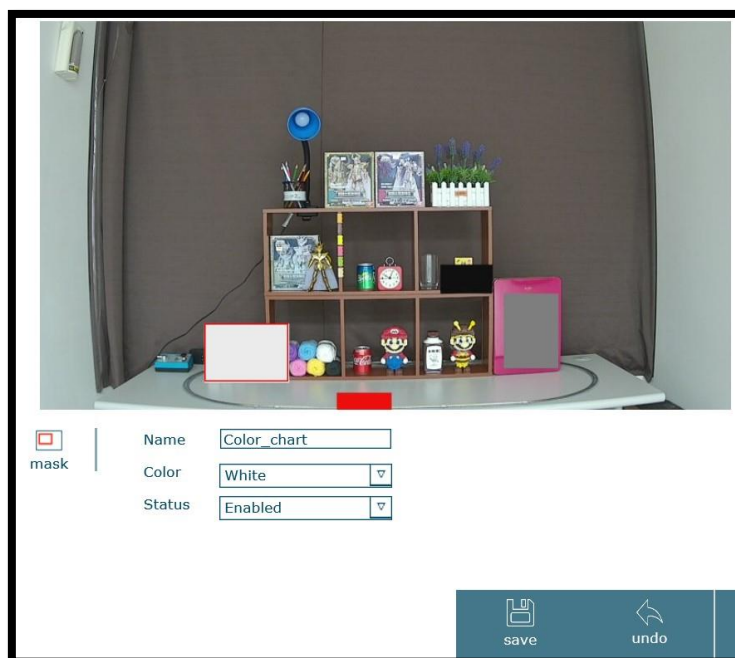 mask
Name Color_chart
Color White
Status Enabled
save undo